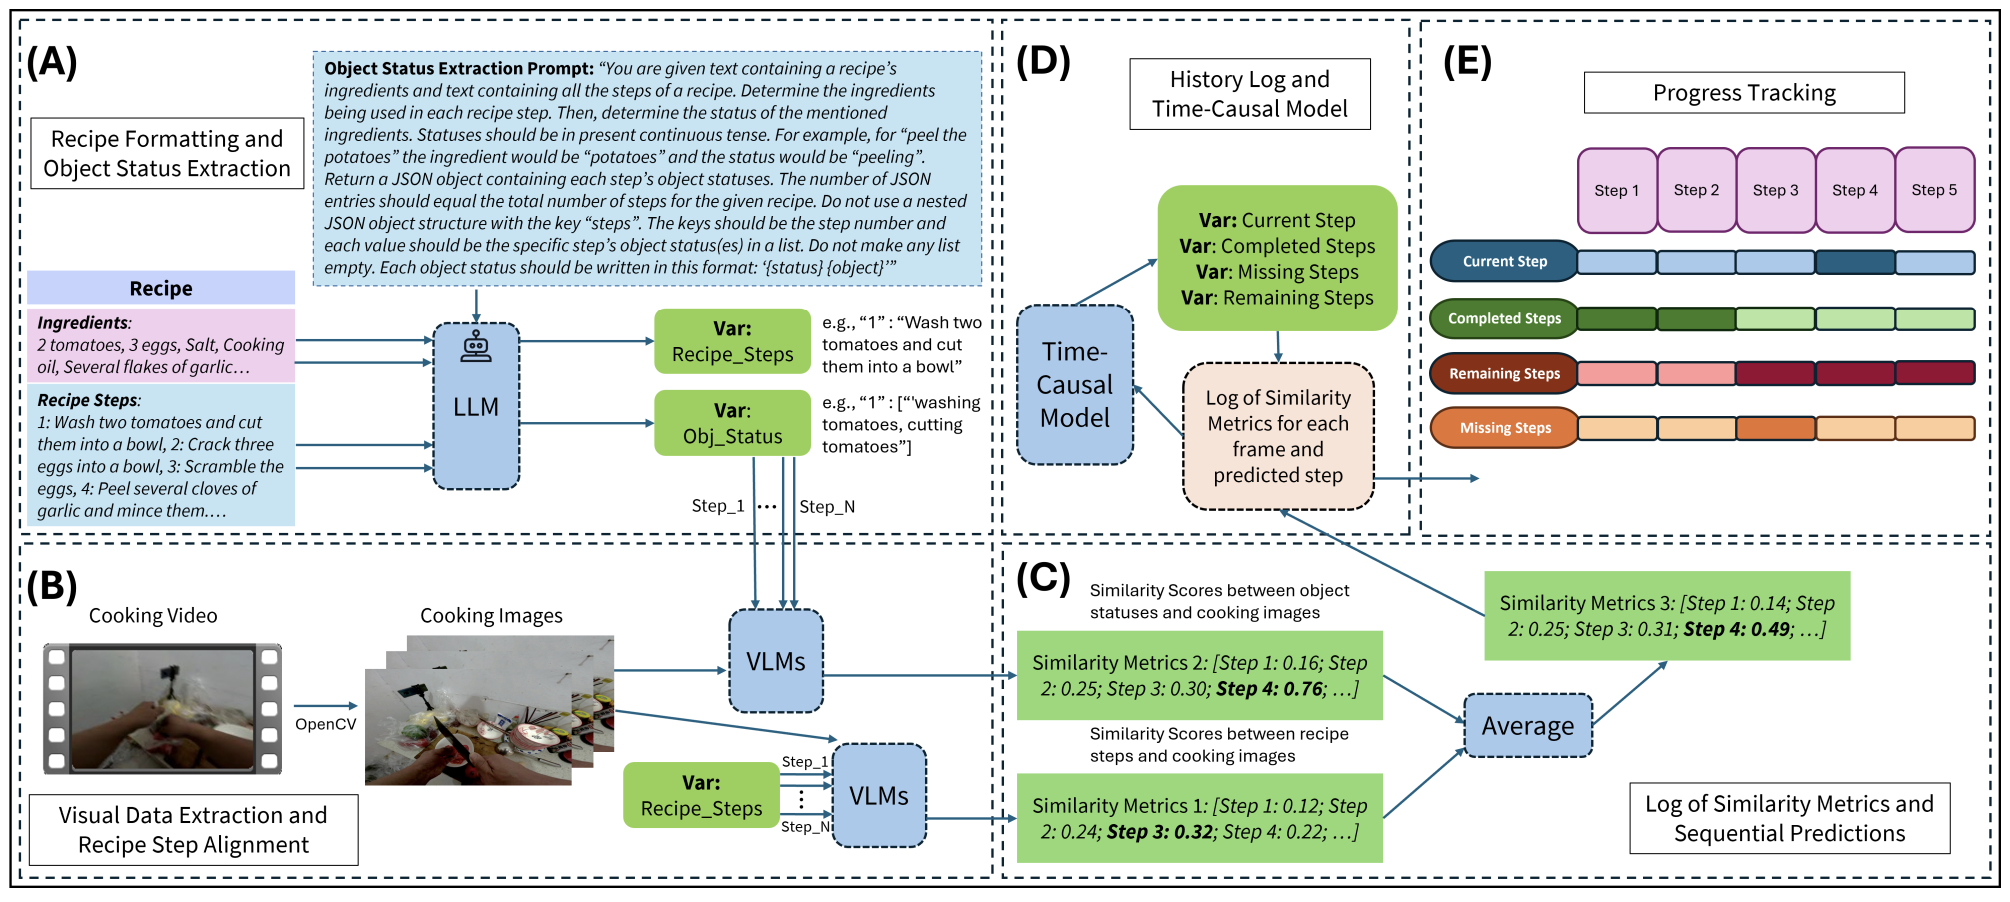 (A)
Recipe Formatting and
Object Status Extraction
Object Status Extraction Prompt: “You are given text containing a recipe’s
ingredients and text containing all the steps of a recipe. Determine the ingredients
being used in each recipe step. Then, determine the status of the mentioned
ingredients. Statuses should be in present continuous tense. For example, for “peel the
potatoes” the ingredient would be “potatoes” and the status would be “peeling”.
Return a JSON object containing each step’s object statuses. The number of JSON
entries should equal the total number of steps for the given recipe. Do not use a nested
JSON object structure with the key “steps”. The keys should be the step number and
each value should be the specific step’s object status(es) in a list. Do not make any list
empty. Each object status should be written in this format: ‘{status} {object}’”
Recipe
Ingredients:
2 tomatoes, 3 eggs, Salt, Cooking
oil, Several flakes of garlic…
Recipe Steps:
1: Wash two tomatoes and cut
them into a bowl, 2: Crack three
eggs into a bowl, 3: Scramble the
eggs, 4: Peel several cloves of
garlic and mince them.…
LLM
Var:
Recipe_Steps
e.g., “1” : “Wash two
tomatoes and cut
them into a bowl”
Var:
Obj_Status
e.g., “1” : [“'washing
tomatoes, cutting
tomatoes”]
Step_1 ... Step_N
(B)
Cooking Video
Cooking Images
OpenCV
VLMs
Var:
Recipe_Steps
Step_1
Step_N
VLMs
Visual Data Extraction and
Recipe Step Alignment
(C)
Similarity Scores between object
statuses and cooking images
Similarity Metrics 2: [Step 1: 0.16; Step
2: 0.25; Step 3: 0.30; Step 4: 0.76; …]
Similarity Scores between recipe
steps and cooking images
Similarity Metrics 1: [Step 1: 0.12; Step
2: 0.24; Step 3: 0.32; Step 4: 0.22; …]
Average
Similarity Metrics 3: [Step 1: 0.14; Step
2: 0.25; Step 3: 0.31; Step 4: 0.49; …]
Log of Similarity Metrics and
Sequential Predictions
(D)
History Log and
Time-Causal Model
Var: Current Step
Var: Completed Steps
Var: Missing Steps
Var: Remaining Steps
Time-
Causal
Model
Log of Similarity
Metrics for each
frame and
predicted step
(E)
Progress Tracking
Step 1 Step 2 Step 3 Step 4 Step 5
Current Step
Completed Steps
Remaining Steps
Missing Steps